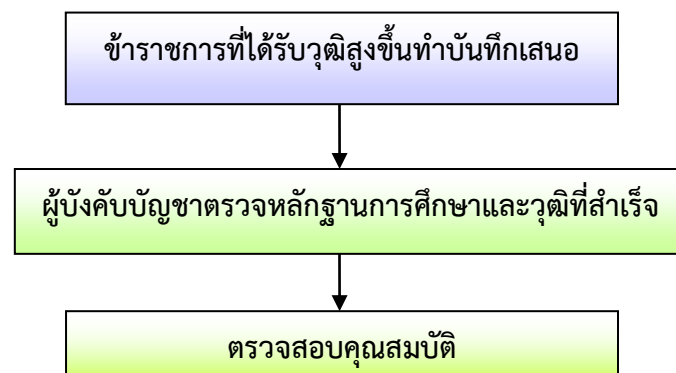 ข้าราชการที่ได้รับวุฒิสูงขึ้นทำบันทึกเสนอ
ผู้บังคับบัญชาตรวจหลักฐานการศึกษาและวุฒิที่สำเร็จ
ตรวจสอบคุณสมบัติ